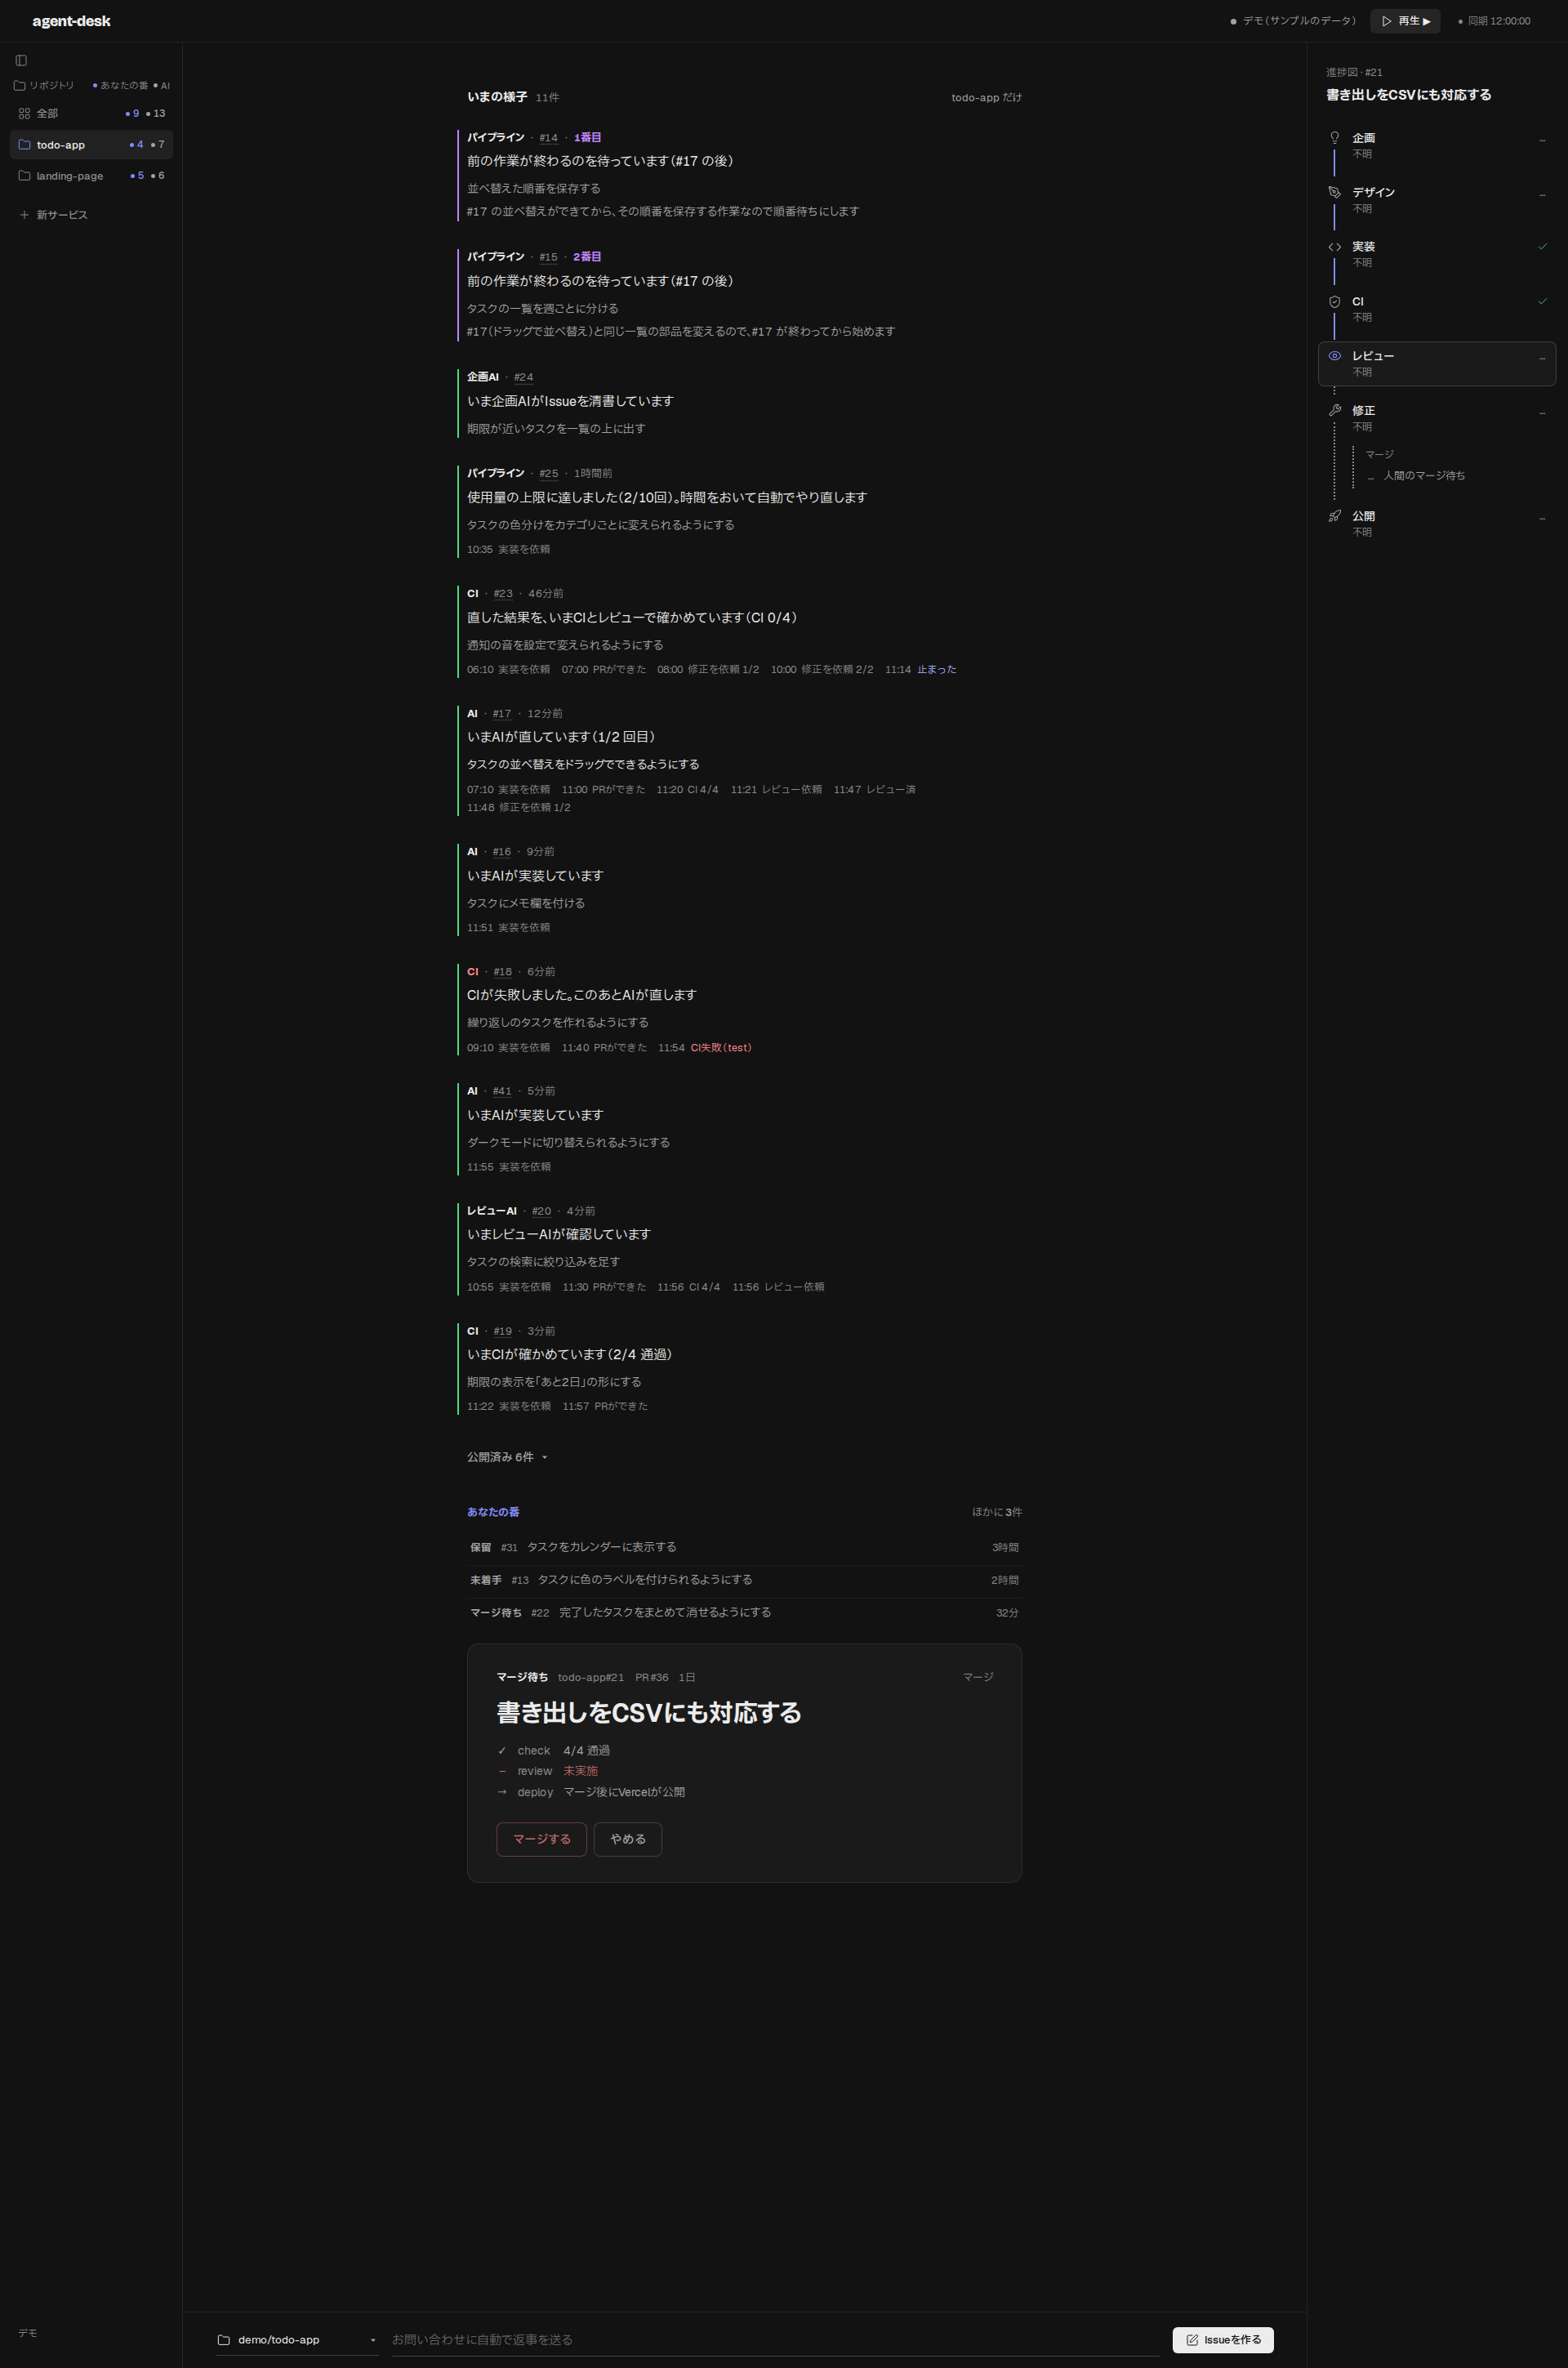 agent-desk
デモ（サンプルのデータ）
再生 ▶
同期 12:00:00
リポジトリ
あなたの番 AI
全部 9 13
todo-app 4 7
landing-page 5 6
新サービス
デモ
いまの様子 11件
todo-app だけ
パイプライン · #14 · 1番目
前の作業が終わるのを待っています（#17 の後）
並べ替えた順番を保存する
#17 の並べ替えができてから、その順番を保存する作業なので順番待ちにします
パイプライン · #15 · 2番目
前の作業が終わるのを待っています（#17 の後）
タスクの一覧を週ごとに分ける
#17（ドラッグで並べ替え）と同じ一覧の部品を変えるので、#17 が終わってから始めます
企画AI · #24
いま企画AIがIssueを清書しています
期限が近いタスクを一覧の上に出す
パイプライン · #25 · 1時間前
使用量の上限に達しました（2/10回）。時間をおいて自動でやり直します
タスクの色分けをカテゴリごとに変えられるようにする
10:35 実装を依頼
CI · #23 · 46分前
直した結果を、いまCIとレビューで確かめています（CI 0/4）
通知の音を設定で変えられるようにする
06:10 実装を依頼 07:00 PRができた 08:00 修正を依頼 1/2 10:00 修正を依頼 2/2 11:14 止まった
AI · #17 · 12分前
いまAIが直しています（1/2 回目）
タスクの並べ替えをドラッグでできるようにする
07:10 実装を依頼 11:00 PRができた 11:20 CI 4/4 11:21 レビュー依頼 11:47 レビュー済
11:48 修正を依頼 1/2
AI · #16 · 9分前
いまAIが実装しています
タスクにメモ欄を付ける
11:51 実装を依頼
CI · #18 · 6分前
CIが失敗しました。このあとAIが直します
繰り返しのタスクを作れるようにする
09:10 実装を依頼 11:40 PRができた 11:54 CI失敗（test）
AI · #41 · 5分前
いまAIが実装しています
ダークモードに切り替えられるようにする
11:55 実装を依頼
レビューAI · #20 · 4分前
いまレビューAIが確認しています
タスクの検索に絞り込みを足す
10:55 実装を依頼 11:30 PRができた 11:56 CI 4/4 11:56 レビュー依頼
CI · #19 · 3分前
いまCIが確かめています（2/4 通過）
期限の表示を「あと2日」の形にする
11:22 実装を依頼 11:57 PRができた
公開済み 6件
あなたの番
ほかに3件
保留 #31 タスクをカレンダーに表示する 3時間
未着手 #13 タスクに色のラベルを付けられるようにする 2時間
マージ待ち #22 完了したタスクをまとめて消せるようにする 32分
マージ待ち todo-app#21 PR#36 1日 マージ
書き出しをCSVにも対応する
✓ check 4/4 通過
– review 未実施
→ deploy マージ後にVercelが公開
マージする
やめる
demo/todo-app
お問い合わせに自動で返事を送る
Issueを作る
進捗図 · #21
書き出しをCSVにも対応する
企画 …
不明
デザイン …
不明
実装 ✓
不明
CI ✓
不明
レビュー …
不明
修正 …
不明
マージ
… 人間のマージ待ち
公開 …
不明